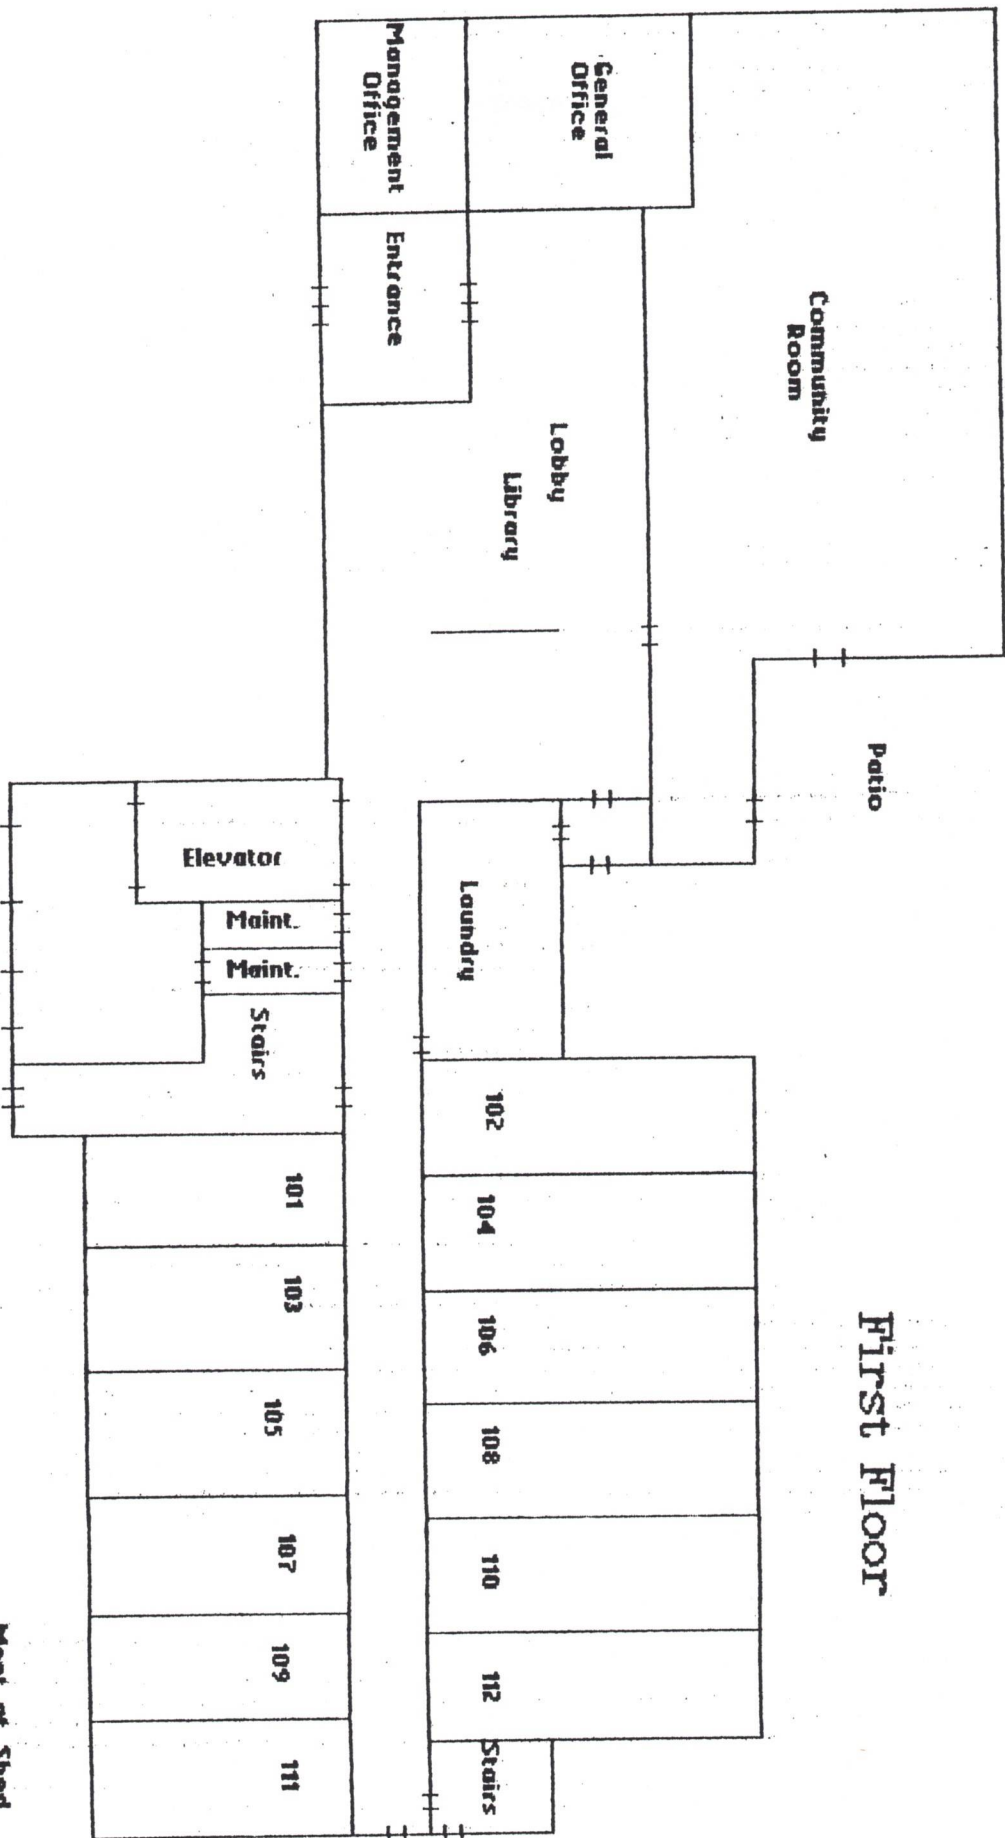 First Floor
Community
Room
Patio
General
Office
Management
Office
Entrance
Lobby
Library
Laundry
Elevator
Maint.
Maint.
Stairs
102
104
106
108
110
112
Stairs
101
103
105
107
109
111